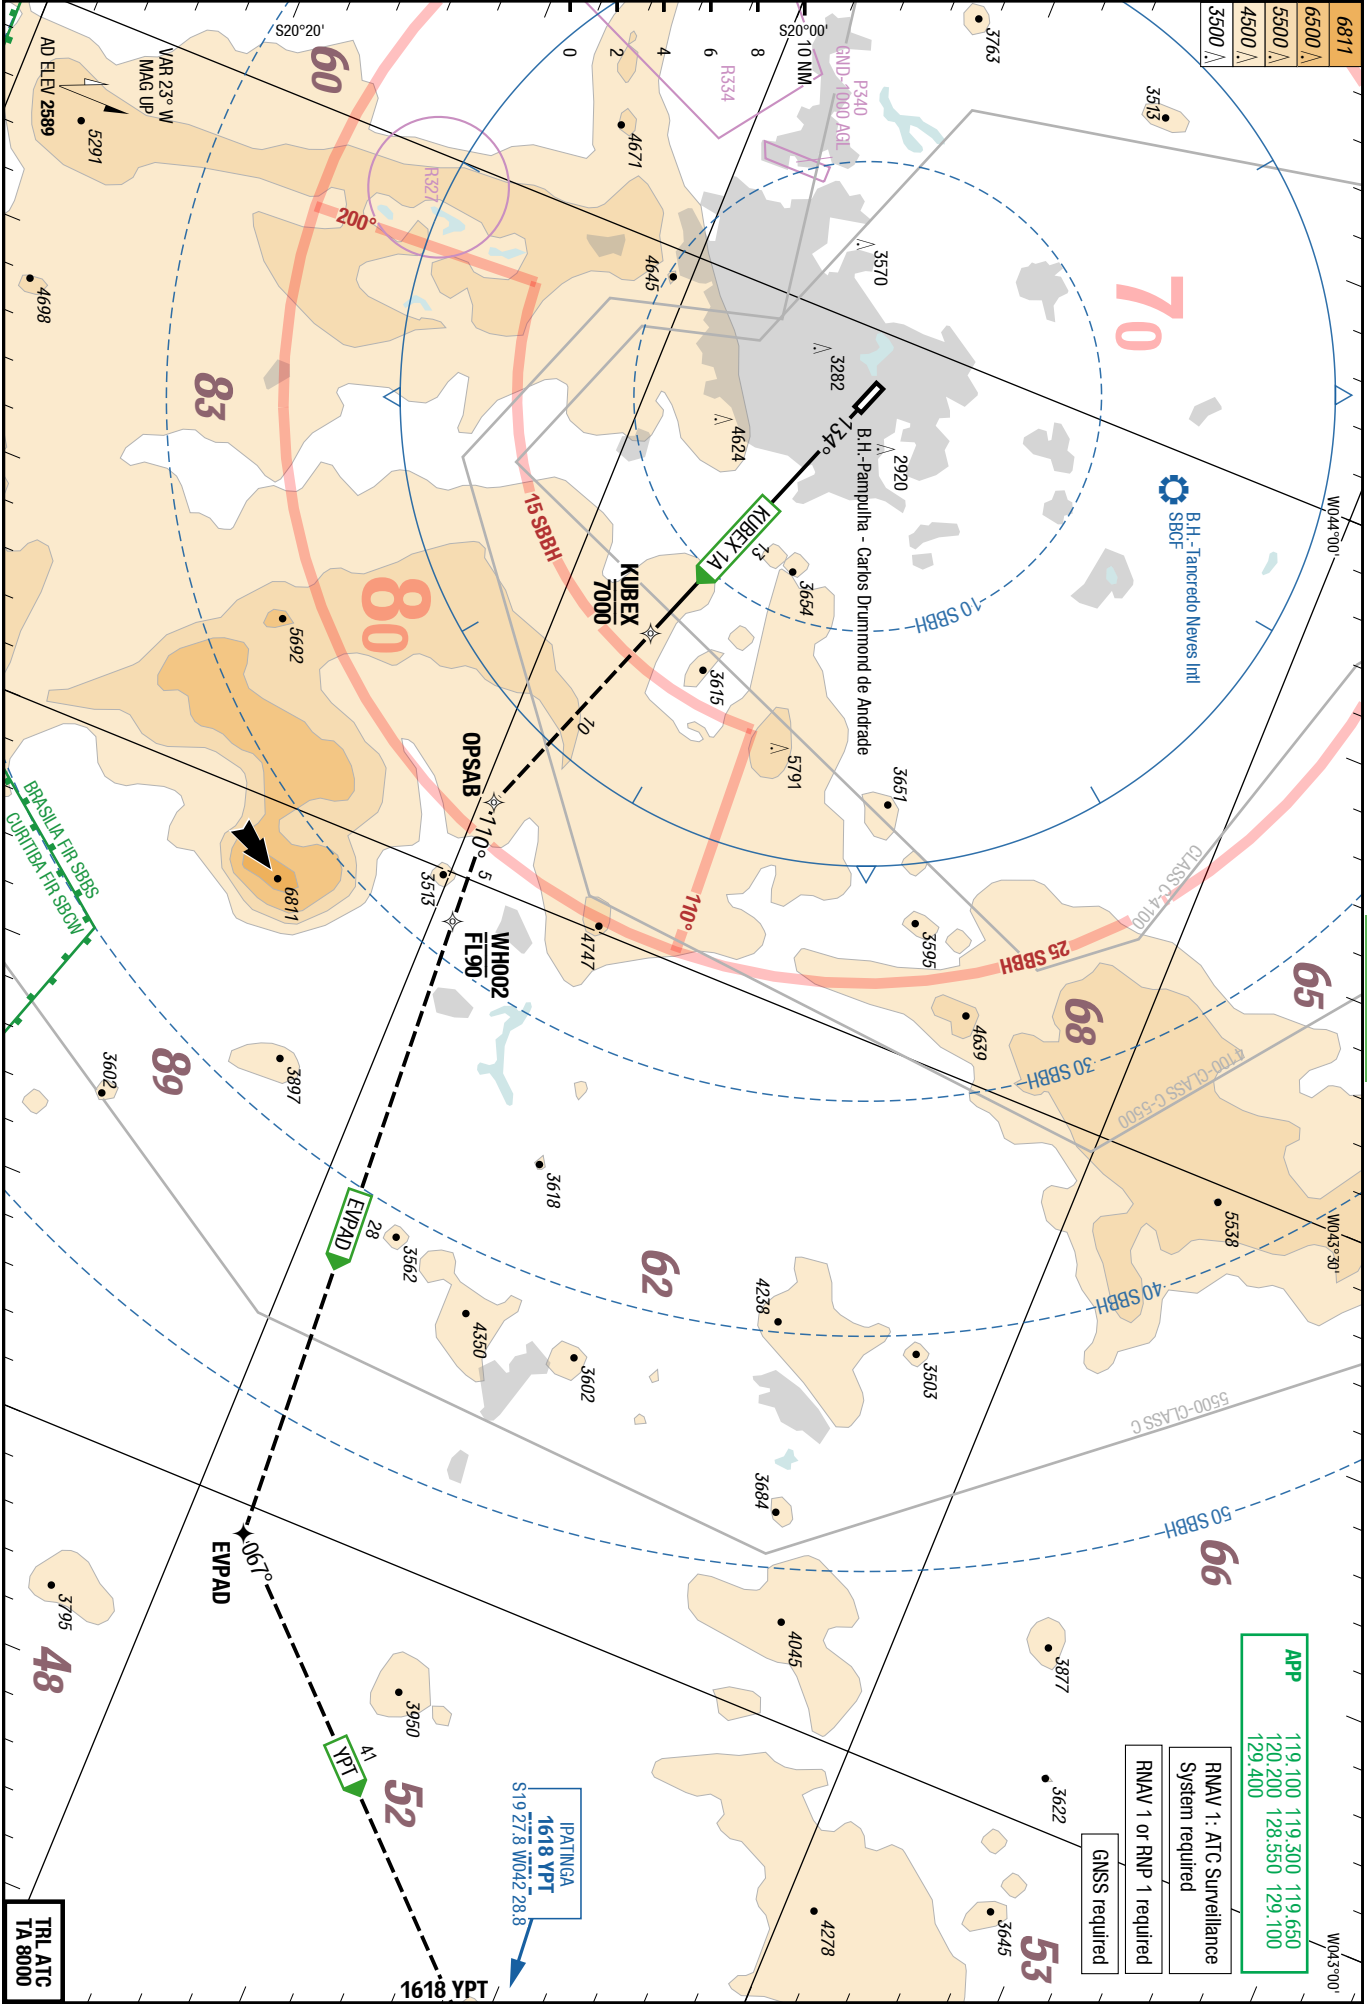 6811
6500
5500
4500
3500
APP
119.100 119.300 119.650
120.200 128.550 129.100
129.400
RNAV 1: ATC Surveillance
System required
RNAV 1 or RNP 1 required
GNSS required
TRL ATC
TA 8000
VAR 23° W
MAG UP
AD ELEV 2589
S20°20'
S20°00'
W044°00'
W043°30'
W043°00'
0
2
4
6
8
10 NM
P340
GND-1000 AGL
R334
R327
B.H.-Tancredo Neves Intl
SBCF
B.H.-Pampulha - Carlos Drummond de Andrade
134°
KUBEX 1A
13
KUBEX
7000
10
OPSAB
110°
5
WH002
FL90
EVPAD
28
EVPAD
067°
YPT
41
1618 YPT
IPATINGA
1618 YPT
S19 27.8 W042 28.8
200°
110°
15 SBBH
25 SBBH
10 SBBH
30 SBBH
40 SBBH
50 SBBH
CLASS C-4100
4100-CLASS C-5500
5500-CLASS C
BRASILIA FIR SBBS
CURITIBA FIR SBCW
70
80
60
83
89
65
68
62
66
48
52
53
3763
3513
5291
4671
4698
4645
3570
3282
4624
2920
3654
3615
5692
5791
3651
6811
3513
4747
3595
4639
3602
3897
3618
5538
3562
4350
3602
4238
3503
3684
3795
3950
4045
3877
3622
3645
4278